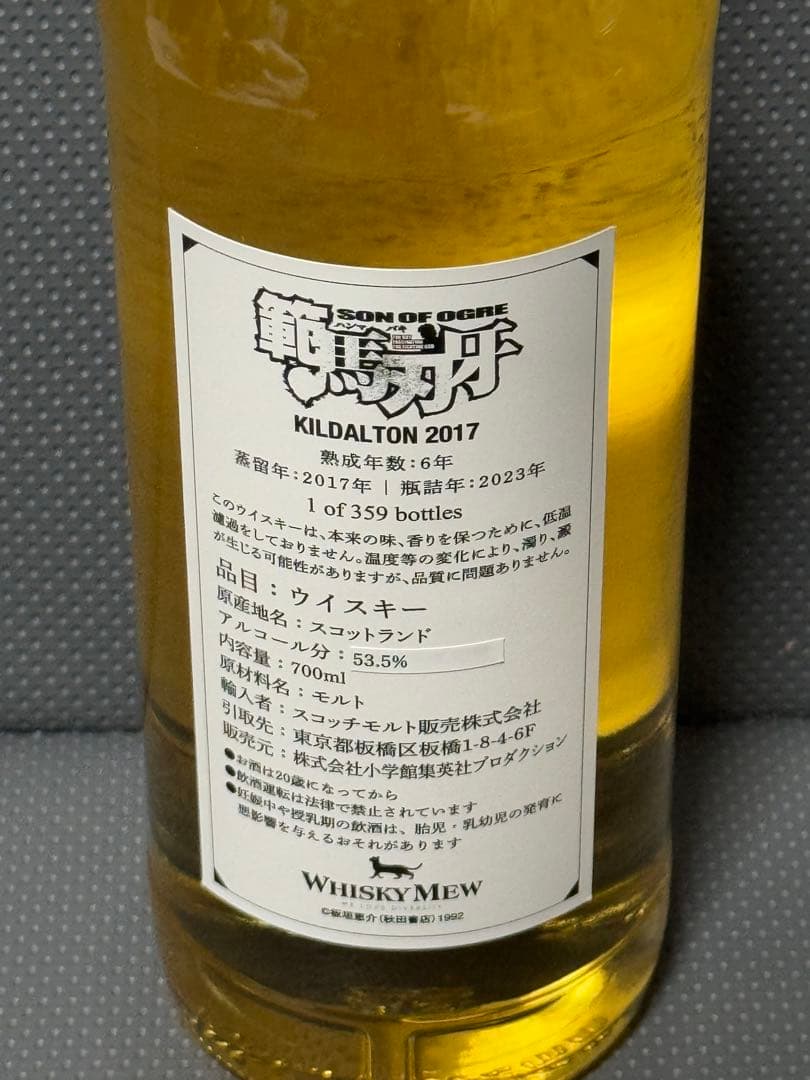 SON OF OGRE
ハンマ バキ
範馬刃牙
KILDALTON 2017
熟成年数：6年
蒸留年：2017年 | 瓶詰年：2023年
1 of 359 bottles
このウイスキーは、本来の味、香りを保つために、低温
濾過をしておりません。温度等の変化により、濁り、澱
が生じる可能性がありますが、品質に問題ありません。
品目：ウイスキー
原産地名：スコットランド
アルコール分：53.5%
内容量：700ml
原材料名：モルト
輸入者：スコッチモルト販売株式会社
引取先：東京都板橋区板橋1-8-4-6F
販売元：株式会社小学館集英社プロダクション
●お酒は20歳になってから
●飲酒運転は法律で禁止されています
●妊娠中や授乳期の飲酒は、胎児・乳幼児の発育に
悪影響を与えるおそれがあります
WHISKY MEW
©板垣恵介（秋田書店）1992